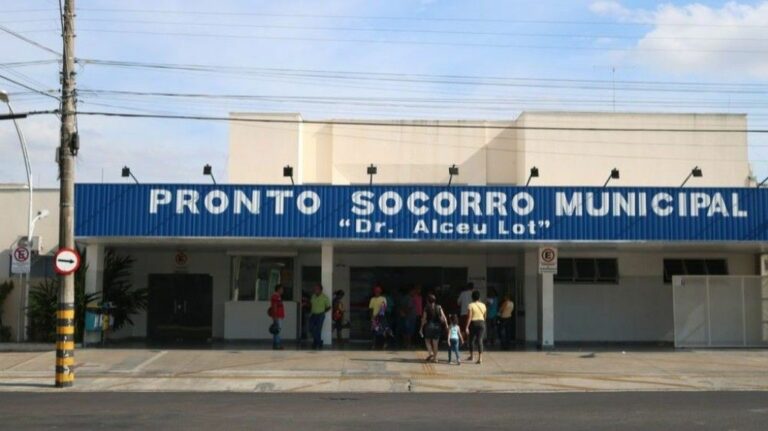 PRONTO SOCORRO MUNICIPAL
"Dr. Alceu Lot"